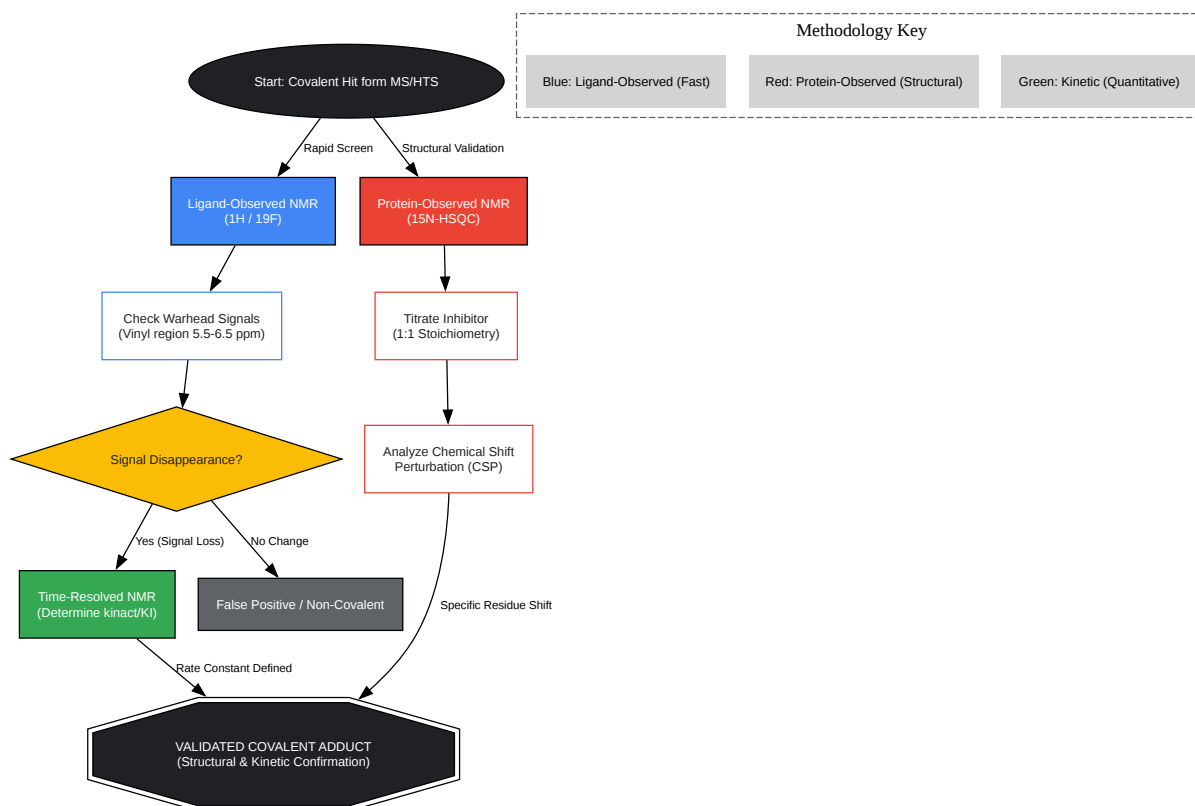 Methodology Key
Blue: Ligand-Observed (Fast)
Red: Protein-Observed (Structural)
Green: Kinetic (Quantitative)
Start: Covalent Hit form MS/HTS
Rapid Screen
Structural Validation
Ligand-Observed NMR
(1H / 19F)
Protein-Observed NMR
(15N-HSQC)
Check Warhead Signals
(Vinyl region 5.5-6.5 ppm)
Titrate Inhibitor
(1:1 Stoichiometry)
Signal Disappearance?
Analyze Chemical Shift
Perturbation (CSP)
Yes (Signal Loss)
No Change
Time-Resolved NMR
(Determine kinact/KI)
False Positive / Non-Covalent
Specific Residue Shift
Rate Constant Defined
VALIDATED COVALENT ADDUCT
(Structural & Kinetic Confirmation)